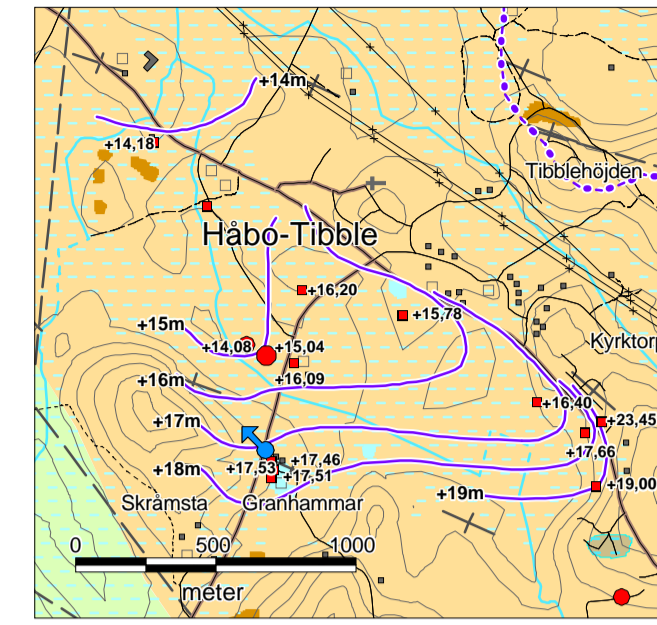 +14m
+14,18
Tibblehöjden
Håbo-Tibble
+16,20
+15,78
+15m
+14,08
+15,04
Kyrktorp
+16,09
+16m
+16,40
+17m
+23,45
+17,66
+17,46
+17,53
+17,51
+18m
+19,00
+19m
Skråmsta
Granhammar
0 500 1000
meter